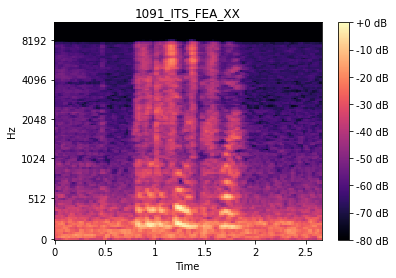 1091_ITS_FEA_XX
+0 dB
8192
-10 dB
4096
-20 dB
-30 dB
2048
Hz
-40 dB
1024
-50 dB
512
-60 dB
-70 dB
0
-80 dB
0 0.5 1 1.5 2 2.5
Time